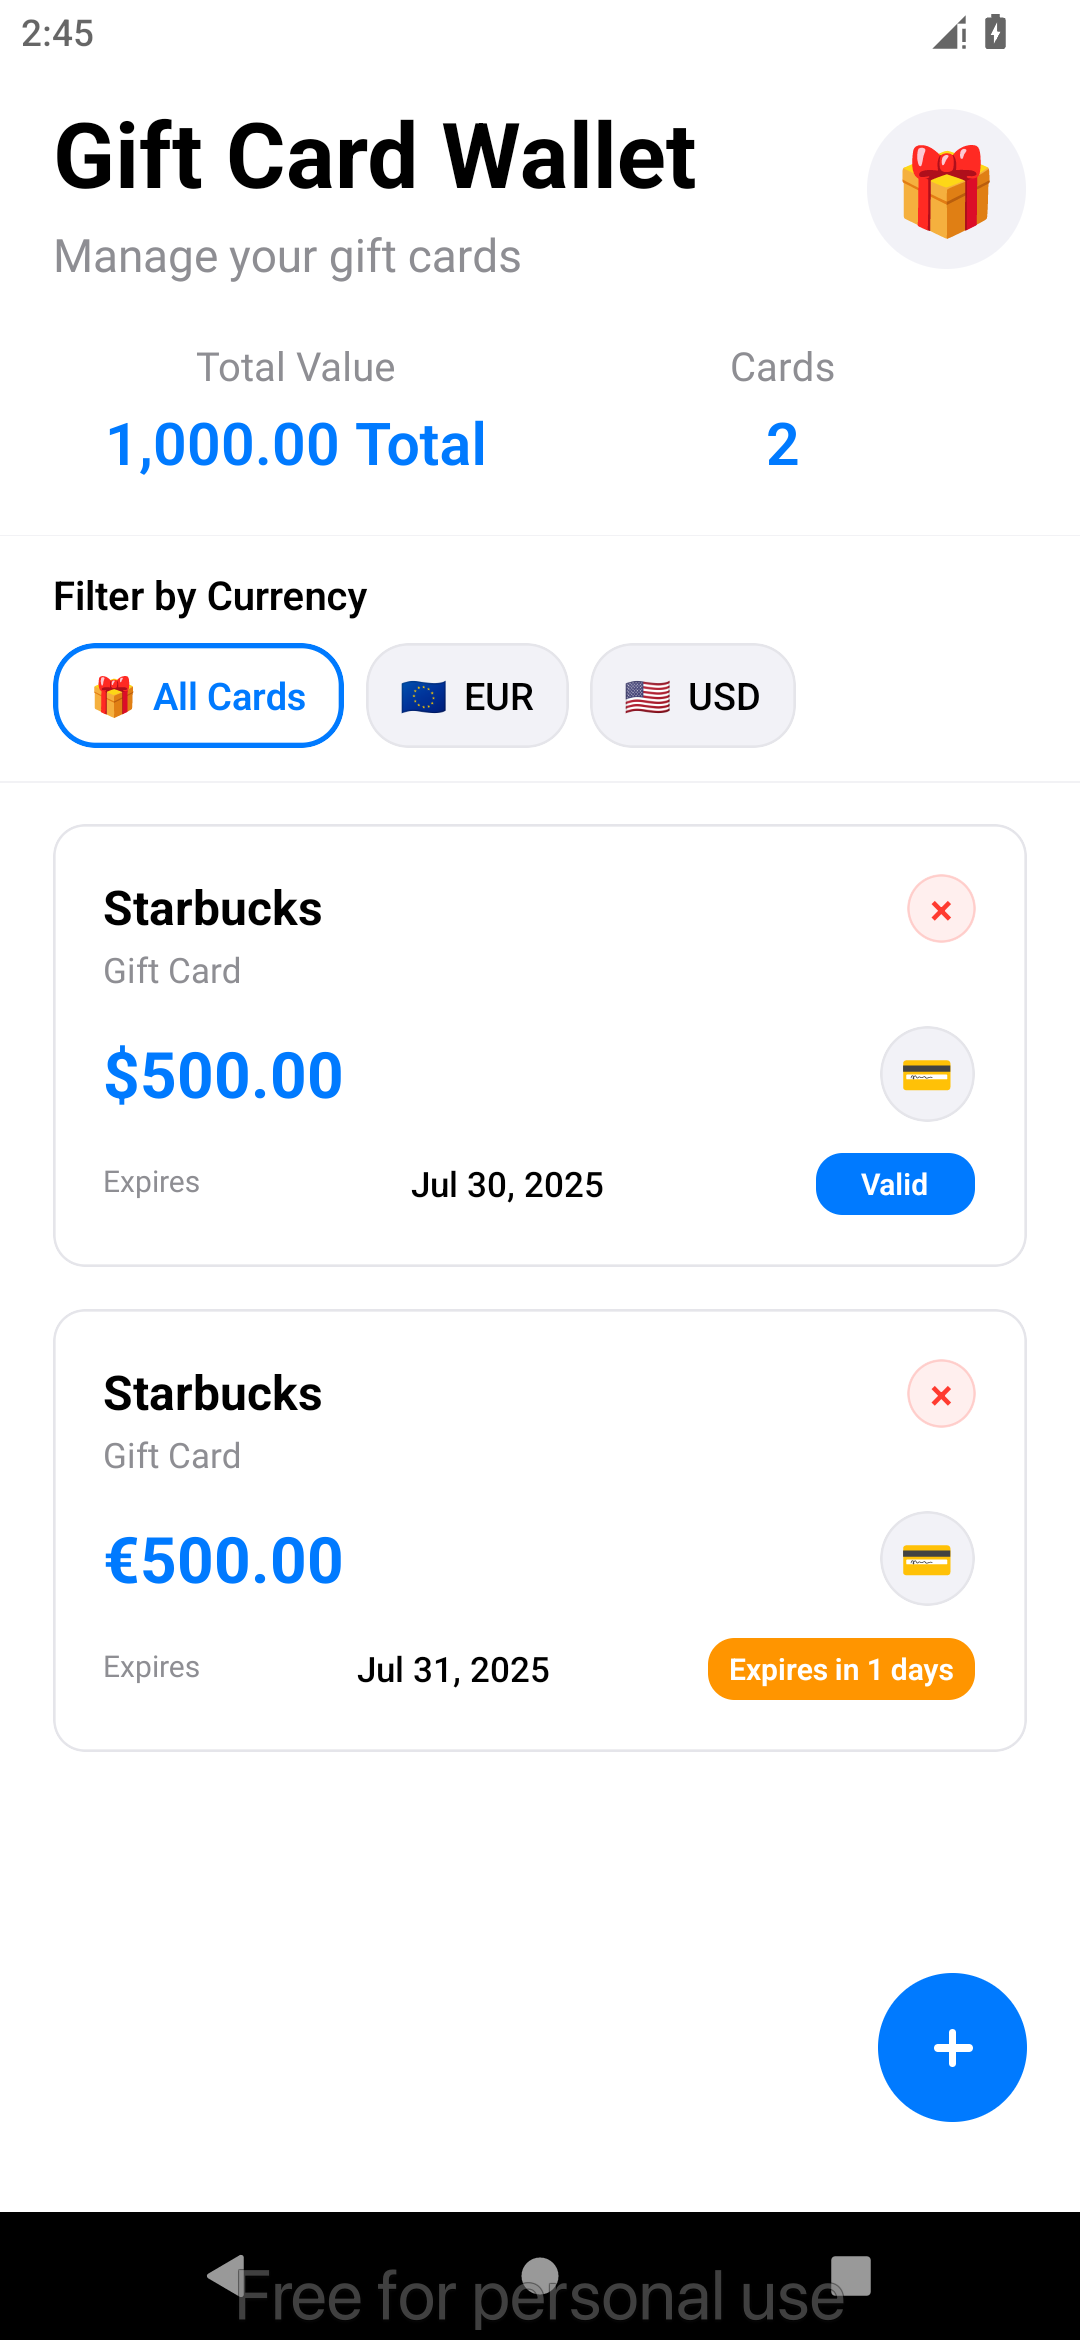 2:45
Gift Card Wallet
Manage your gift cards
Total Value
Cards
1,000.00 Total
2
Filter by Currency
All Cards
EUR
USD
Starbucks
×
Gift Card
$500.00
Expires
Jul 30, 2025
Valid
Starbucks
×
Gift Card
€500.00
Expires
Jul 31, 2025
Expires in 1 days
+
Free for personal use